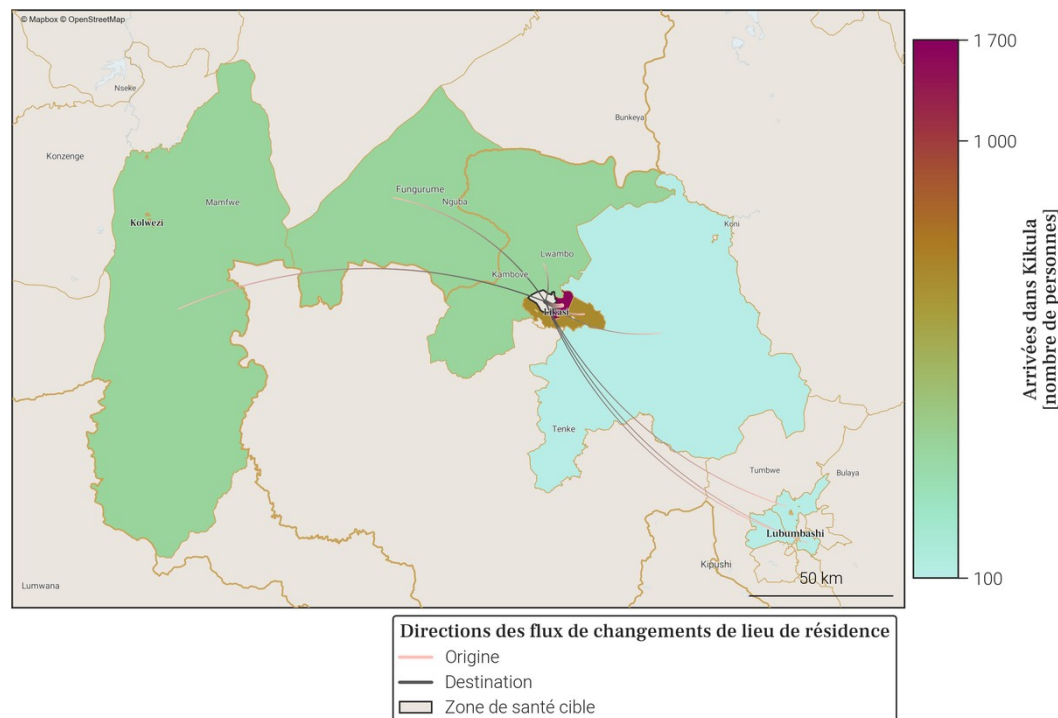 © Mapbox © OpenStreetMap
Nseke
Bunkeya
Konzenge
Fungurume
Mamfwe
Nguba
Kolwezi
Koni
Lwambo
Kambove
Likasi
Tenke
Tumbwe
Bulaya
Lubumbashi
Kipushi
Lumwana
50 km
1 700
1 000
100
Arrivées dans Kikula
[nombre de personnes]
Directions des flux de changements de lieu de résidence
Origine
Destination
Zone de santé cible